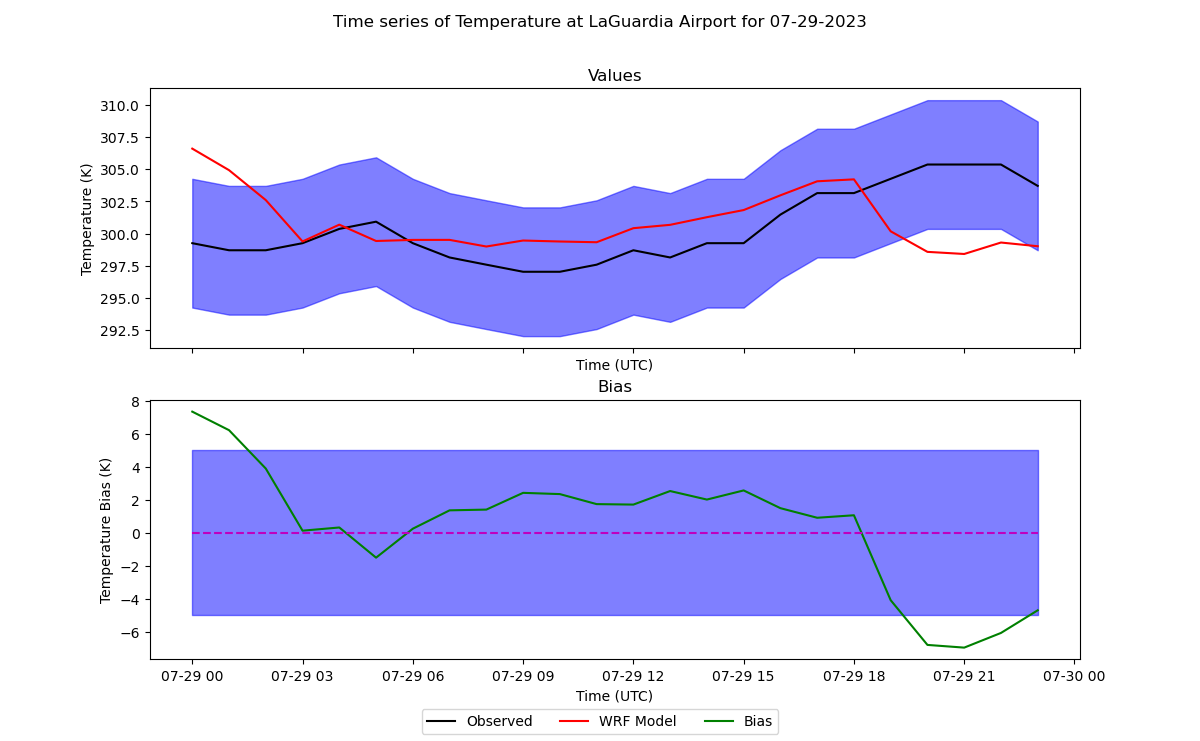 Time series of Temperature at LaGuardia Airport for 07-29-2023
Values
Temperature (K)
310.0
307.5
305.0
302.5
300.0
297.5
295.0
292.5
Time (UTC)
Bias
Temperature Bias (K)
8
6
4
2
0
−2
−4
−6
07-29 00 07-29 03 07-29 06 07-29 09 07-29 12 07-29 15 07-29 18 07-29 21 07-30 00
Time (UTC)
Observed WRF Model Bias